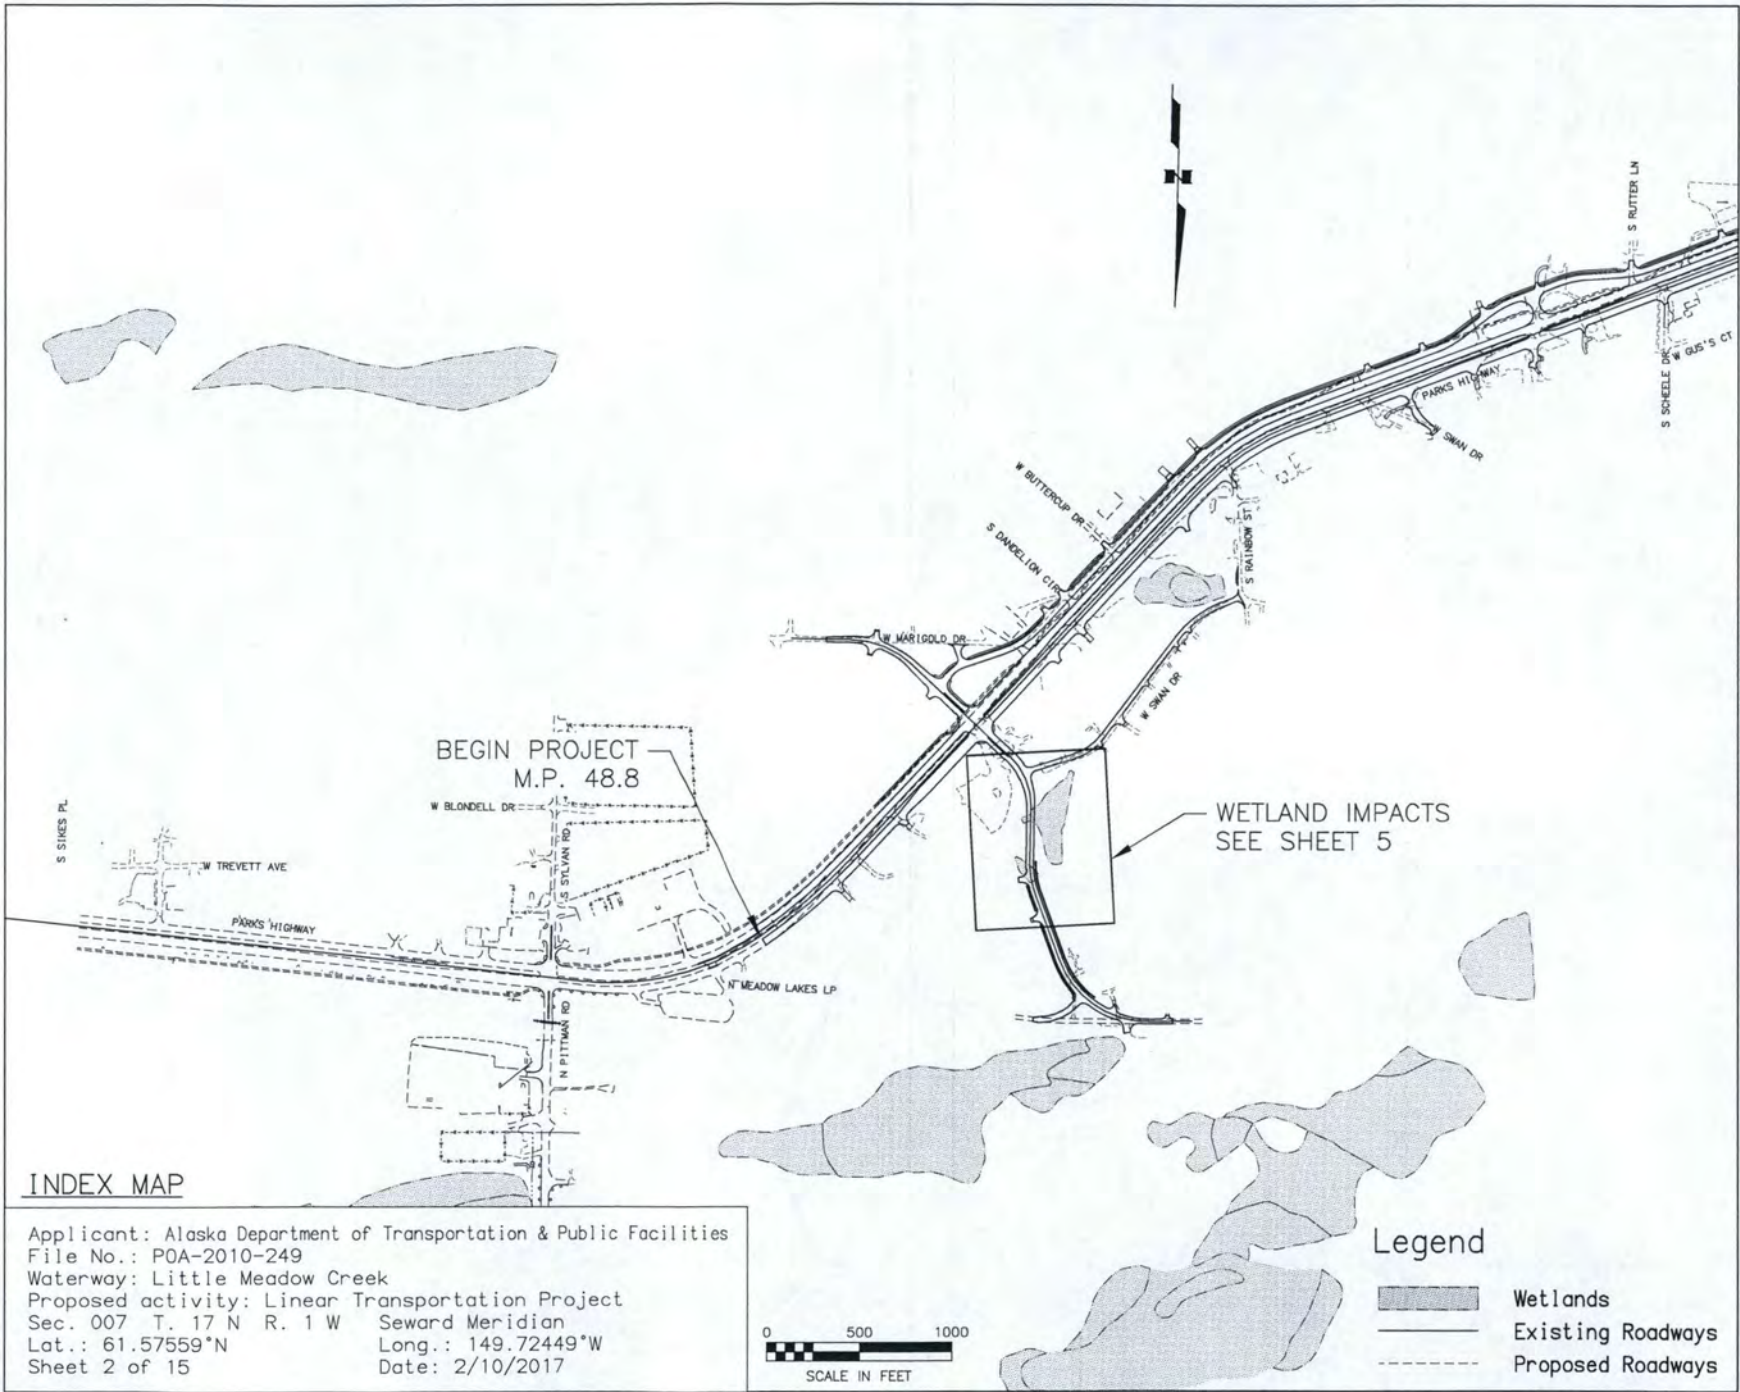 N
S RUTTER LN
W GUS'S CT
S SCHEELE DR
PARKS HIGHWAY
W SWAN DR
W BUTTERCUP DR
S DANDELION CIR
S RAINBOW ST
W MARIGOLD DR
W SWAN DR
BEGIN PROJECT
M.P. 48.8
W BLONDELL DR
S SIKES PL
S SYLVAN RD
WETLAND IMPACTS
SEE SHEET 5
W TREVETT AVE
PARKS HIGHWAY
N MEADOW LAKES LP
N PITTMAN RD
INDEX MAP
Applicant: Alaska Department of Transportation & Public Facilities
File No.: POA-2010-249
Waterway: Little Meadow Creek
Proposed activity: Linear Transportation Project
Sec. 007 T. 17 N R. 1 W Seward Meridian
Lat.: 61.57559°N Long.: 149.72449°W
Sheet 2 of 15 Date: 2/10/2017
0 500 1000
SCALE IN FEET
Legend
Wetlands
Existing Roadways
Proposed Roadways